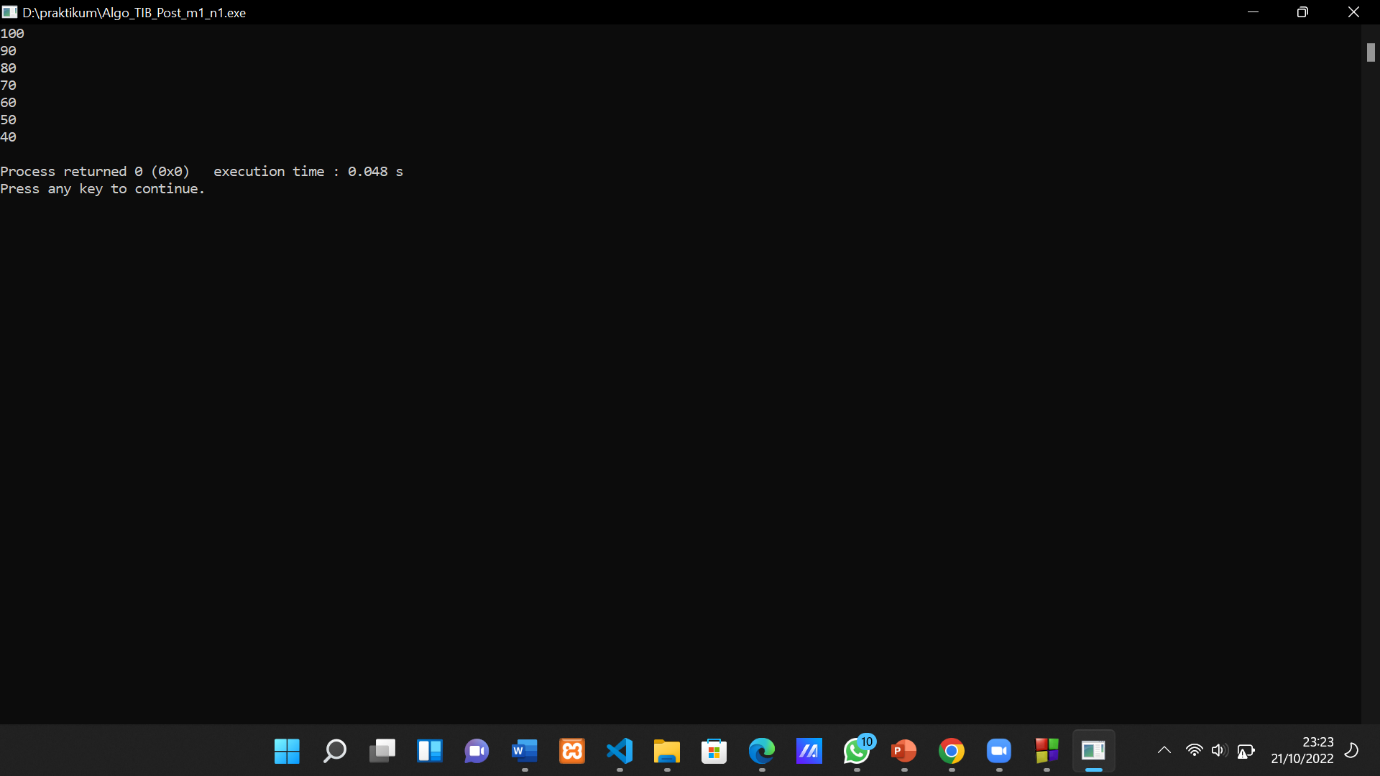 D:\praktikum\Algo_TIB_Post_m1_n1.exe
100
90
80
70
60
50
40
Process returned 0 (0x0)   execution time : 0.048 s
Press any key to continue.
W
10
P
23:23
21/10/2022